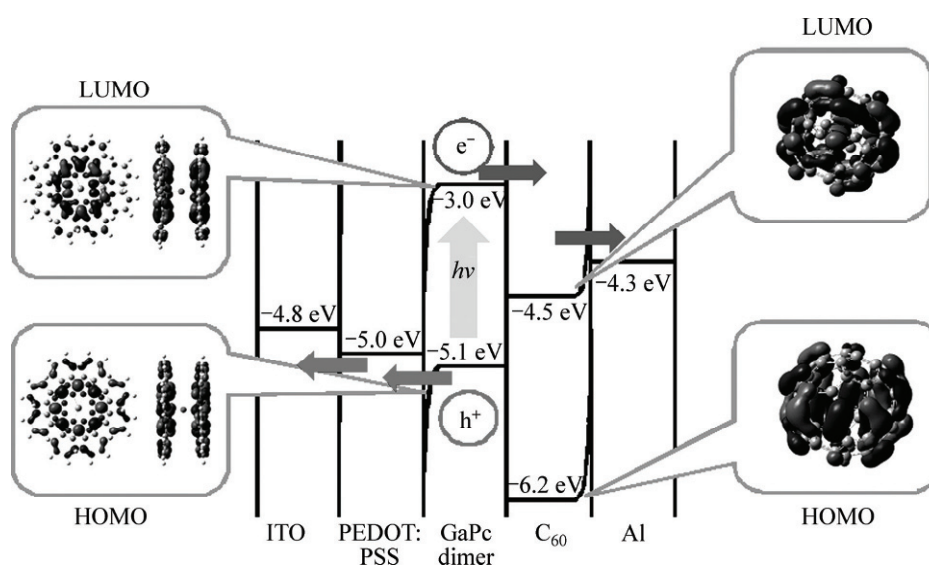 LUMO
LUMO
e⁻
−3.0 eV
hν
−4.3 eV
−4.5 eV
−4.8 eV
−5.0 eV
−5.1 eV
h⁺
−6.2 eV
HOMO
HOMO
ITO
PEDOT:
PSS
GaPc
dimer
C₆₀
Al